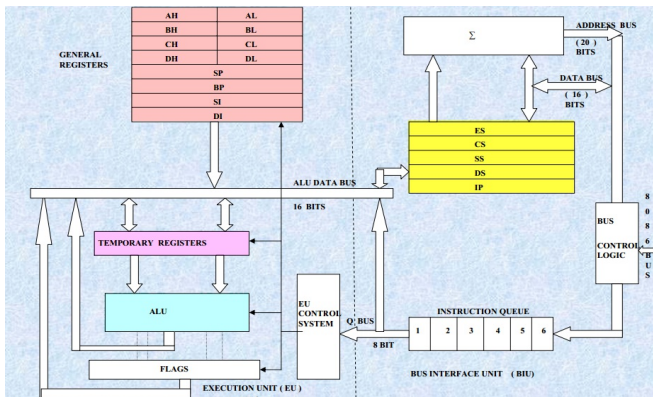 GENERAL
REGISTERS
AH AL
BH BL
CH CL
DH DL
SP
BP
SI
DI
Σ
ADDRESS BUS
( 20 )
BITS
DATA BUS
( 16 )
BITS
ES
CS
SS
DS
IP
ALU DATA BUS
16 BITS
TEMPORARY REGISTERS
ALU
FLAGS
EU
CONTROL
SYSTEM
Q BUS
8 BIT
INSTRUCTION QUEUE
1 2 3 4 5 6
BUS
CONTROL
LOGIC
8
0
8
6
B
U
S
EXECUTION UNIT ( EU )
BUS INTERFACE UNIT ( BIU)